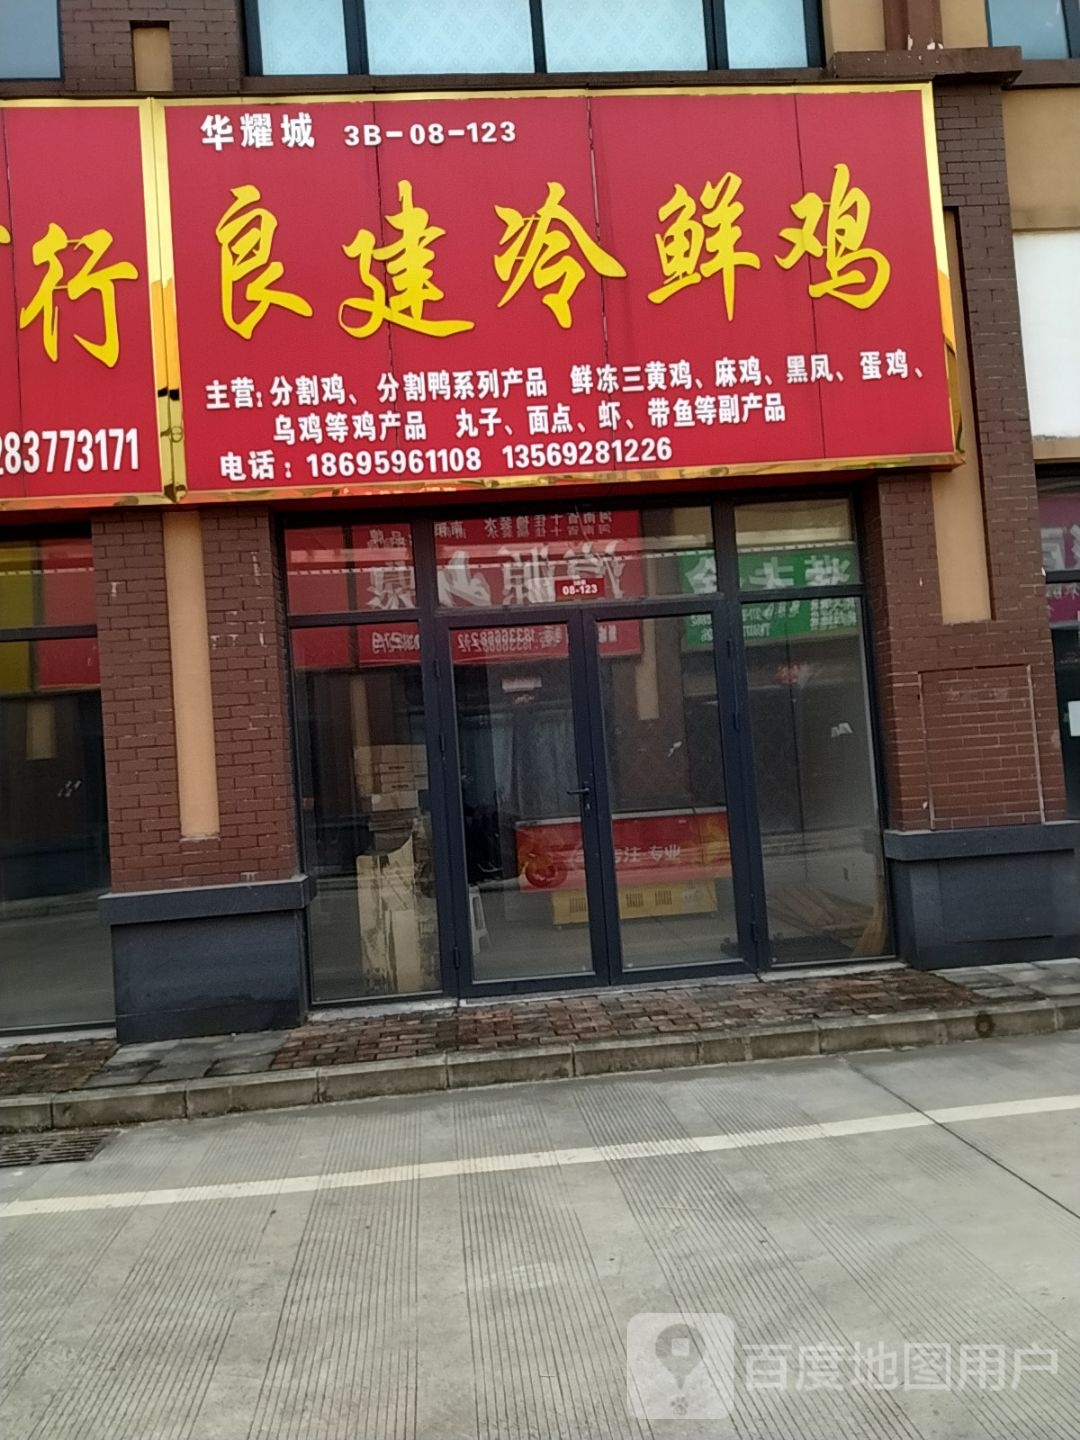 华耀城 3B-08-123
良建冷鲜鸡
主营:分割鸡、分割鸭系列产品 鲜冻三黄鸡、麻鸡、黑凤、蛋鸡、
乌鸡等鸡产品 丸子、面点、虾、带鱼等副产品
电话:18695961108 13569281226
行
283773171
08-123
专注 专业
百度地图用户